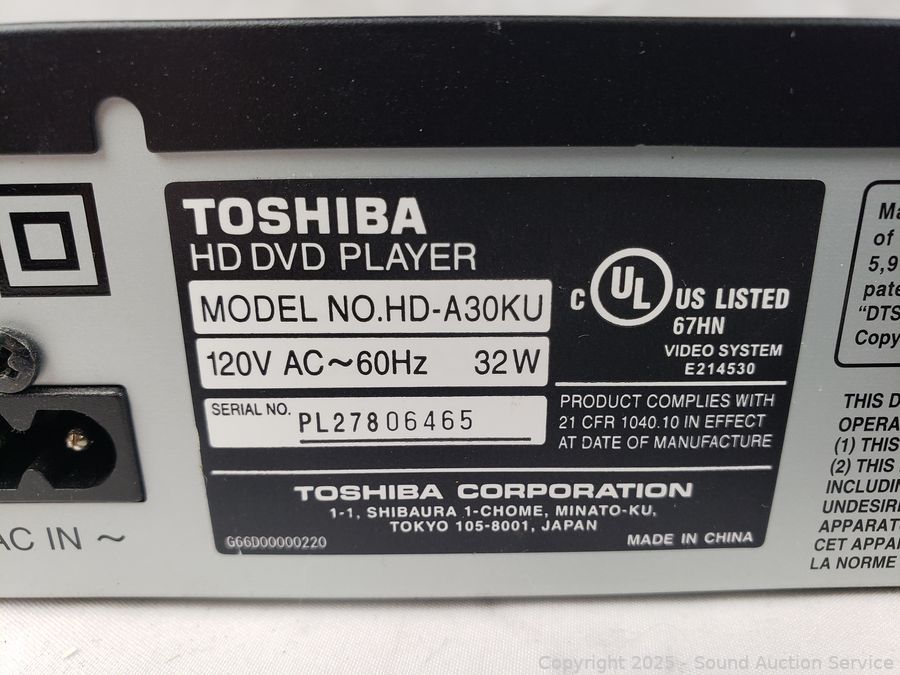 TOSHIBA
HD DVD PLAYER
MODEL NO.HD-A30KU
120V AC~60Hz 32W
SERIAL NO. PL27806465
C UL US LISTED
67HN
VIDEO SYSTEM
E214530
PRODUCT COMPLIES WITH
21 CFR 1040.10 IN EFFECT
AT DATE OF MANUFACTURE
TOSHIBA CORPORATION
1-1, SHIBAURA 1-CHOME, MINATO-KU,
TOKYO 105-8001, JAPAN
G66D00000220
MADE IN CHINA
AC IN ~
of
5,9
"DTS
Copy
THIS
OPERA
(1) THIS
(2) THIS
INCLUDIN
UNDESIR
APPARAT
CET APPA
LA NORME
Copyright 2025 - Sound Auction Service